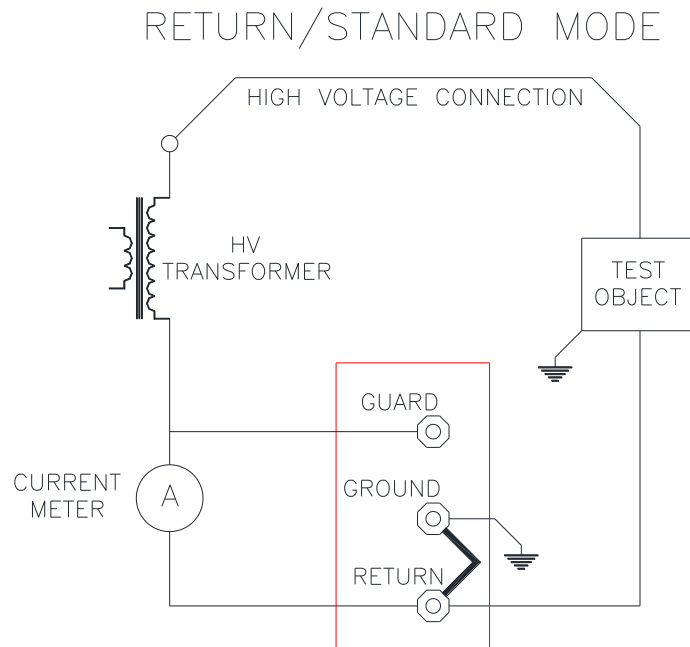 RETURN/STANDARD MODE
HIGH VOLTAGE CONNECTION
HV
TRANSFORMER
TEST
OBJECT
GUARD
CURRENT
METER
A
GROUND
RETURN